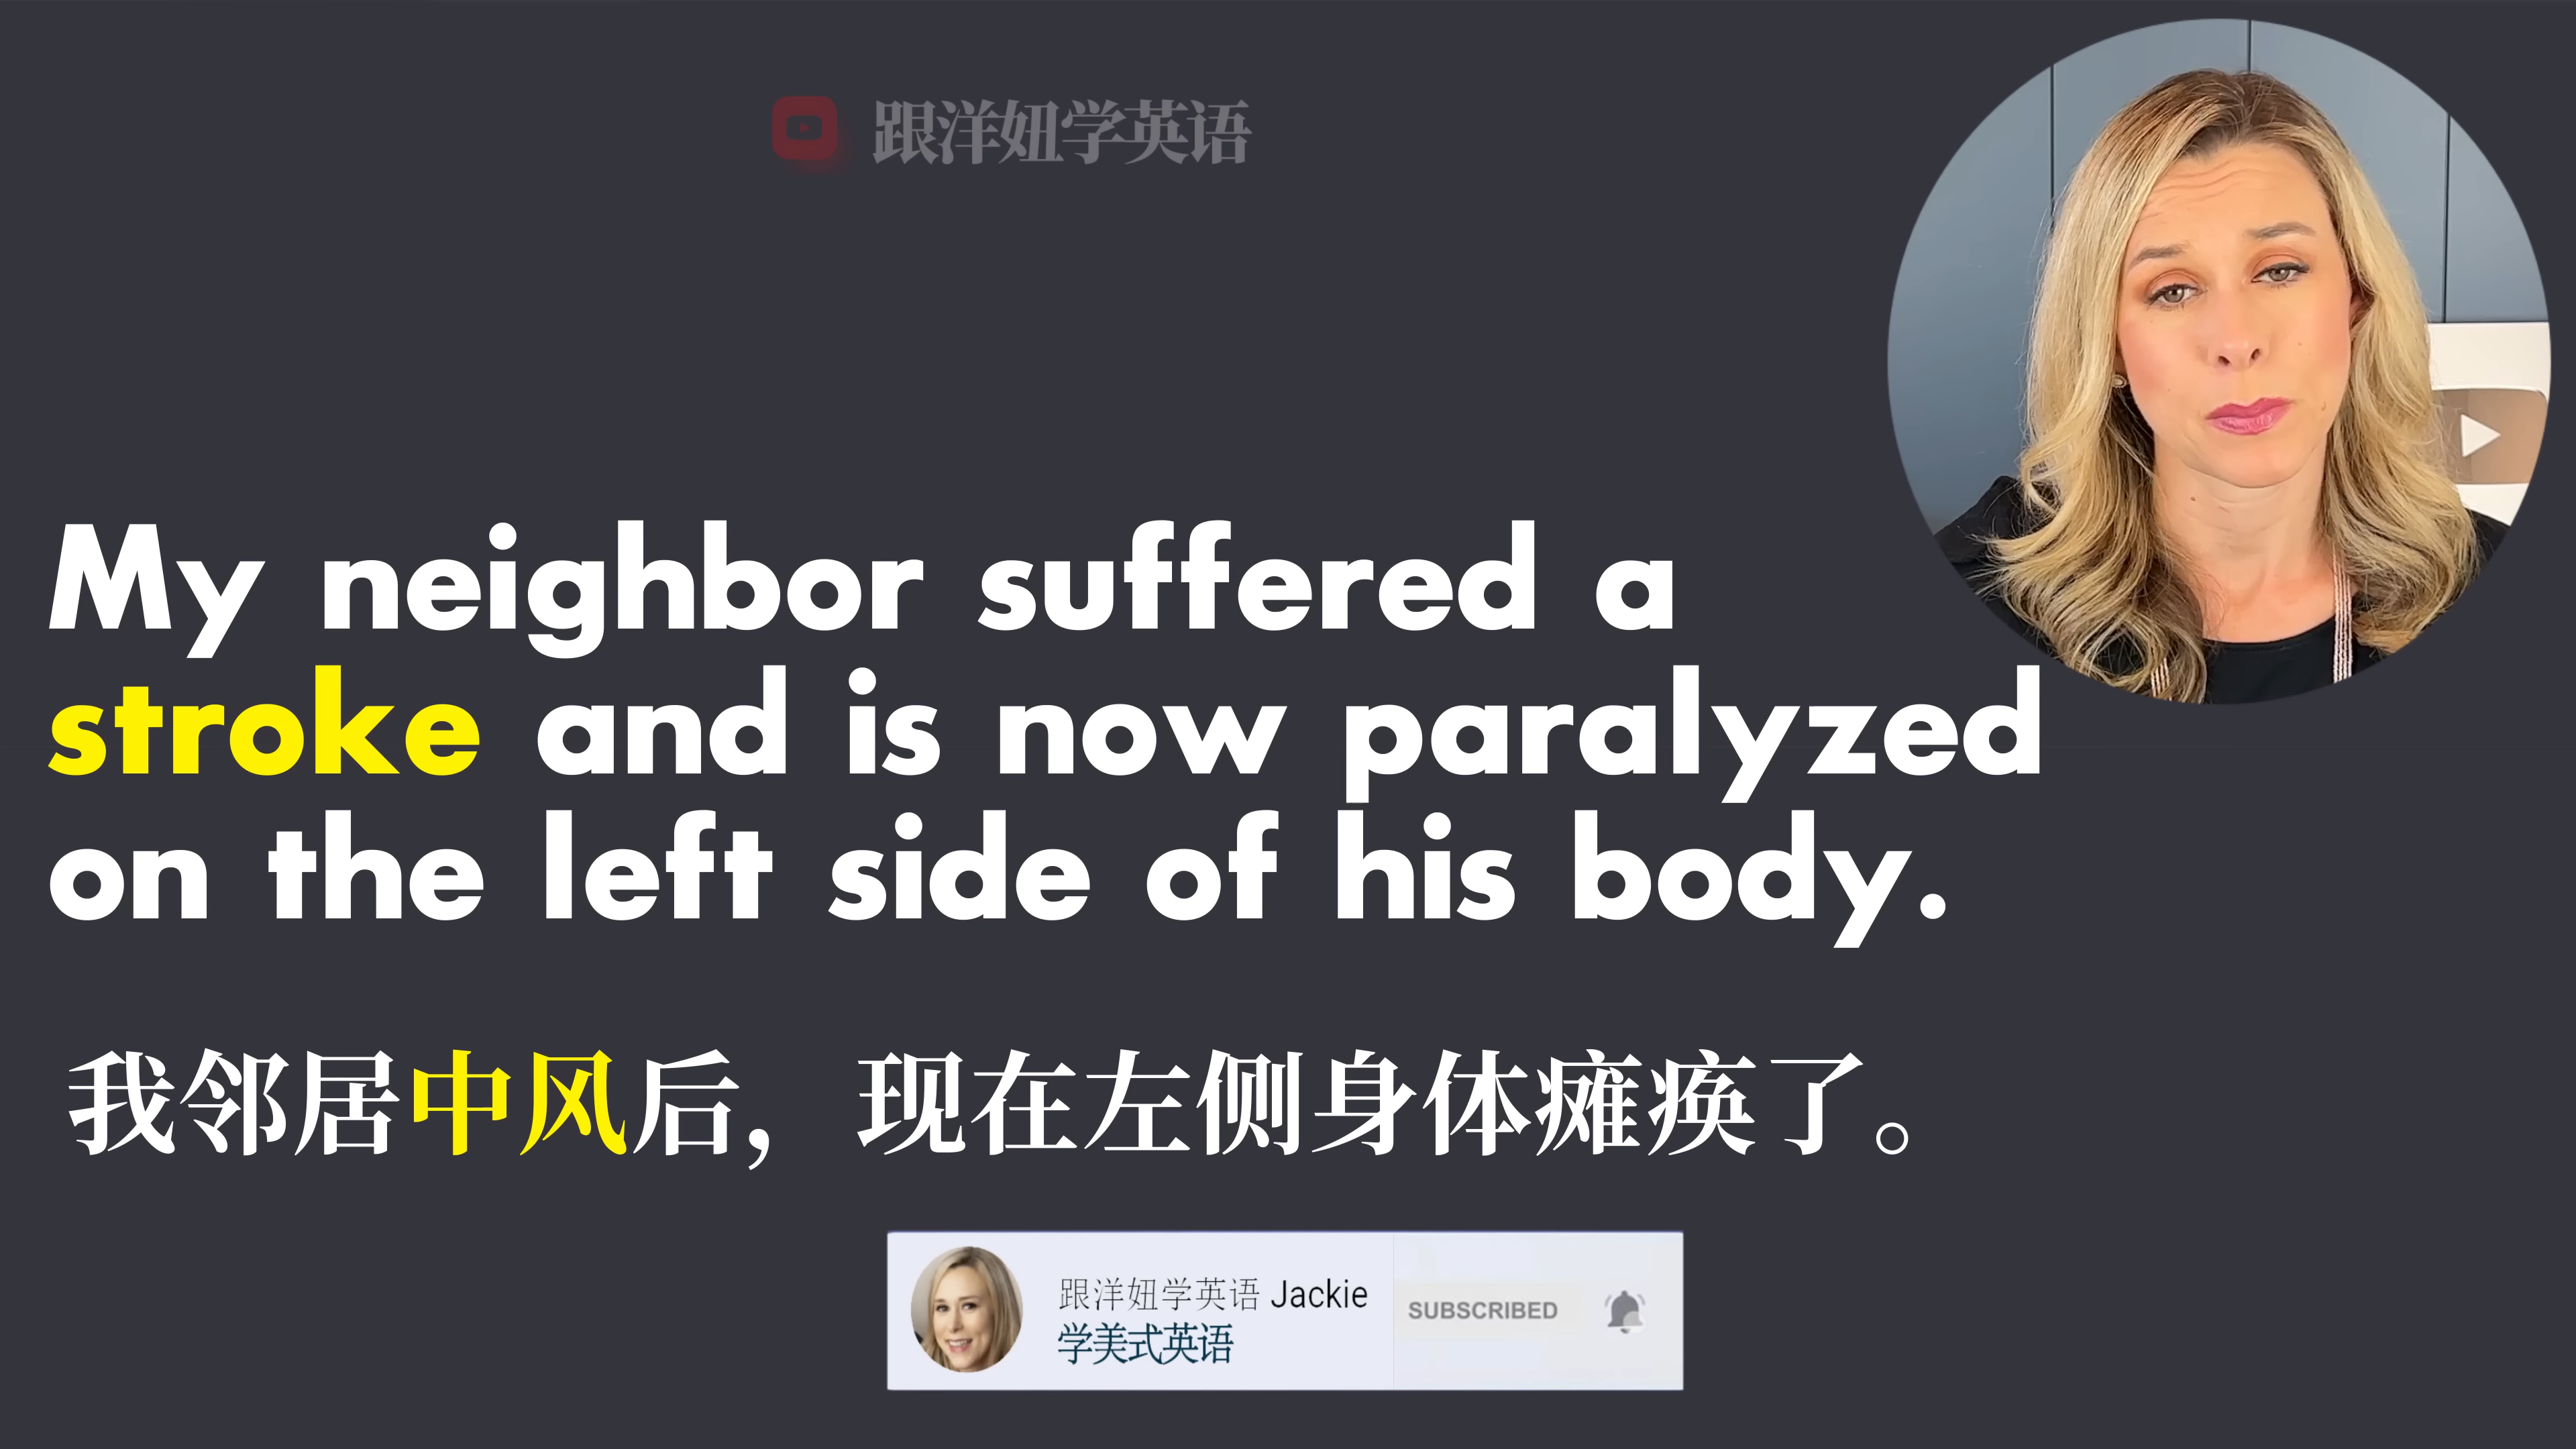 跟洋妞学英语
My neighbor suffered a
stroke and is now paralyzed
on the left side of his body.
我邻居中风后，现在左侧身体瘫痪了。
跟洋妞学英语 Jackie
学美式英语
SUBSCRIBED